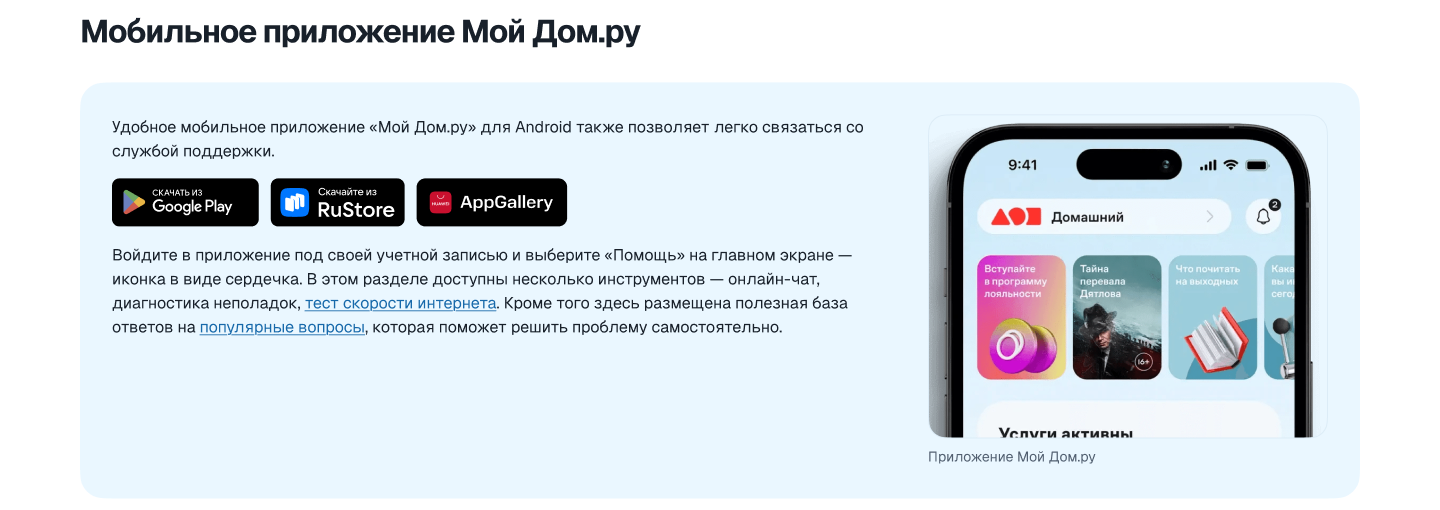 Мобильное приложение Мой Дом.ру
Удобное мобильное приложение «Мой Дом.ру» для Android также позволяет легко связаться со
службой поддержки.
СКАЧАТЬ ИЗ
Google Play
Скачайте из
RuStore
HUAWEI
AppGallery
Войдите в приложение под своей учетной записью и выберите «Помощь» на главном экране —
иконка в виде сердечка. В этом разделе доступны несколько инструментов — онлайн-чат,
диагностика неполадок, тест скорости интернета. Кроме того здесь размещена полезная база
ответов на популярные вопросы, которая поможет решить проблему самостоятельно.
9:41
Домашний
2
Вступайте
в программу
лояльности
Тайна
перевала
Дятлова
16+
Что почитать
на выходных
Кака
вы и
сего
Услуги активны
Приложение Мой Дом.ру